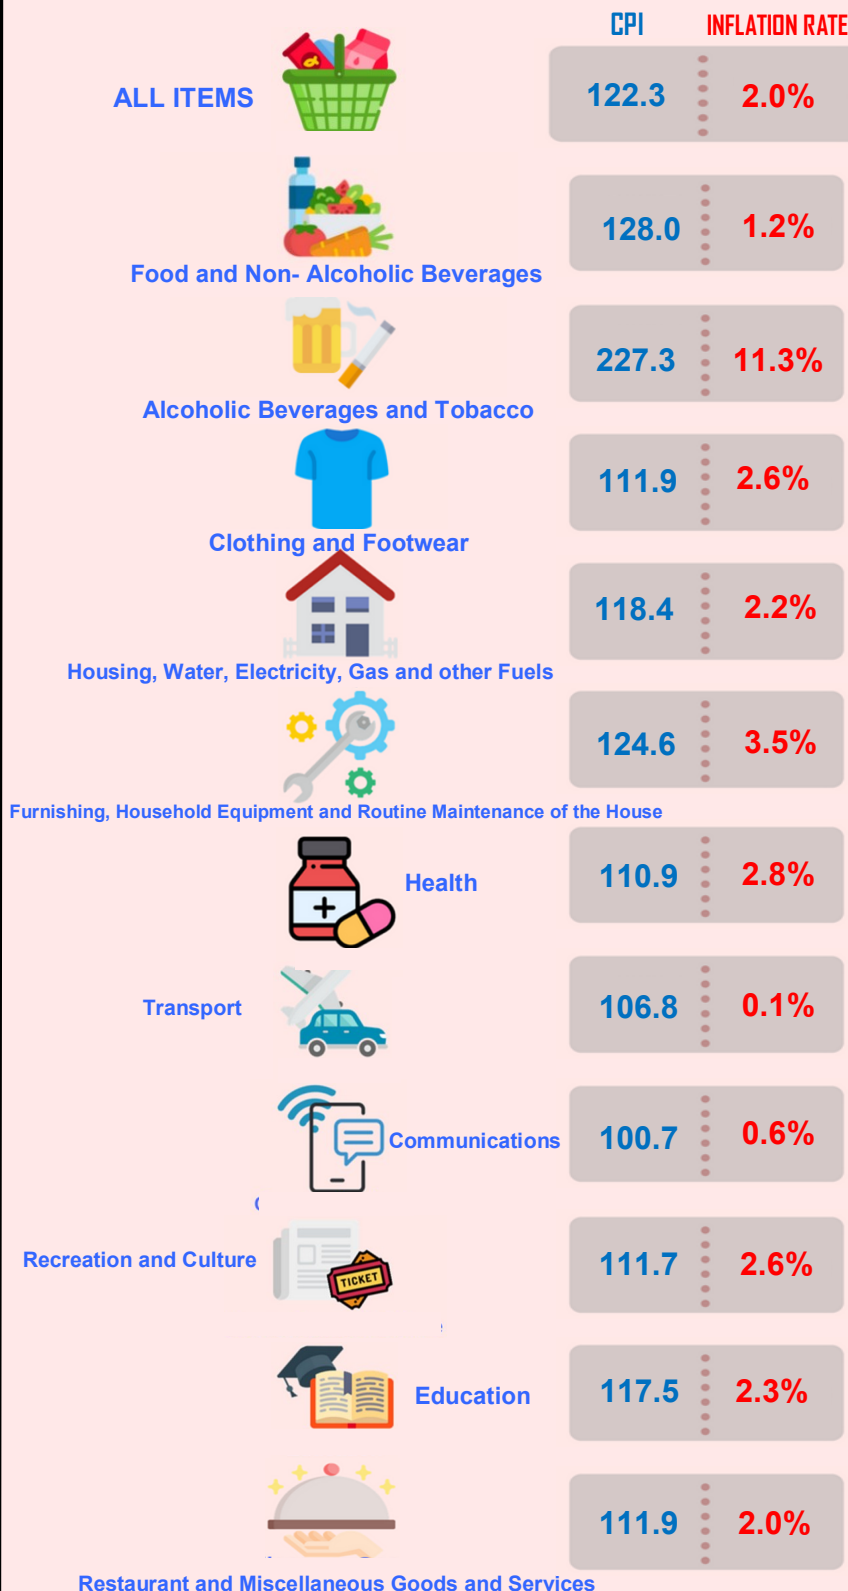 CPI INFLATION RATE
ALL ITEMS 122.3 2.0%
128.0 1.2%
Food and Non- Alcoholic Beverages
227.3 11.3%
Alcoholic Beverages and Tobacco
111.9 2.6%
Clothing and Footwear
118.4 2.2%
Housing, Water, Electricity, Gas and other Fuels
124.6 3.5%
Furnishing, Household Equipment and Routine Maintenance of the House
Health 110.9 2.8%
Transport 106.8 0.1%
Communications 100.7 0.6%
Recreation and Culture TICKET 111.7 2.6%
Education 117.5 2.3%
111.9 2.0%
Restaurant and Miscellaneous Goods and Services